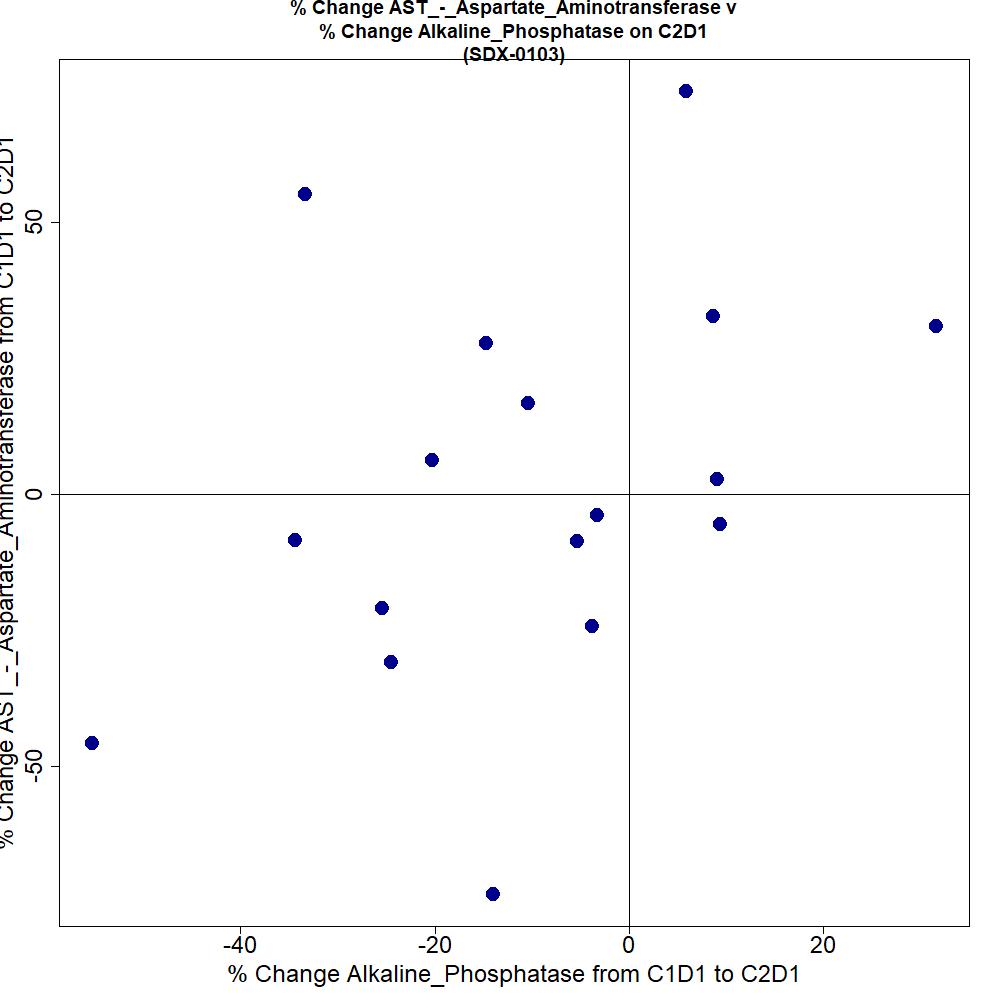 % Change AST_-_Aspartate_Aminotransferase v
% Change Alkaline_Phosphatase on C2D1
(SDX-0103)
% Change AST_-_Aspartate_Aminotransferase from C1D1 to C2D1
50
0
-50
-40
-20
0
20
% Change Alkaline_Phosphatase from C1D1 to C2D1